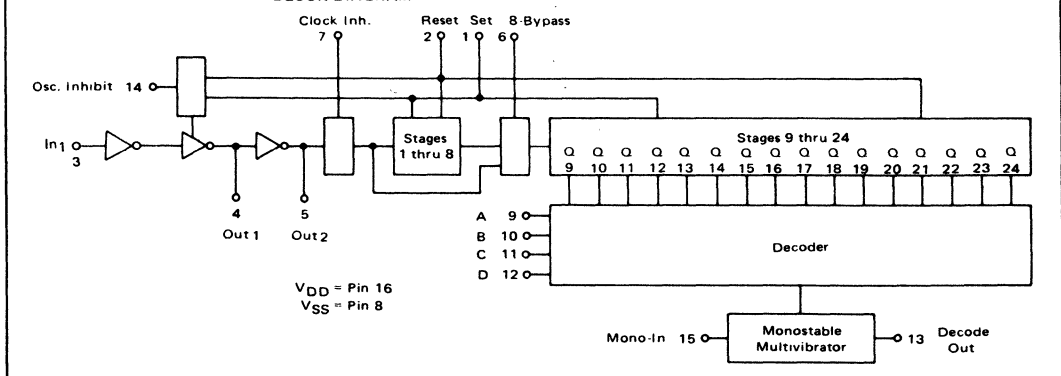 Clock Inh. Reset Set 8-Bypass
7 2 1 6
Osc. Inhibit 14
In1
3
Stages
1 thru 8
Stages 9 thru 24
Q Q Q Q Q Q Q Q Q Q Q Q Q Q Q Q
9 10 11 12 13 14 15 16 17 18 19 20 21 22 23 24
4 5
Out 1 Out 2
A 9
B 10
C 11
D 12
Decoder
VDD = Pin 16
VSS = Pin 8
Mono-In 15
Monostable
Multivibrator
13 Decode
Out